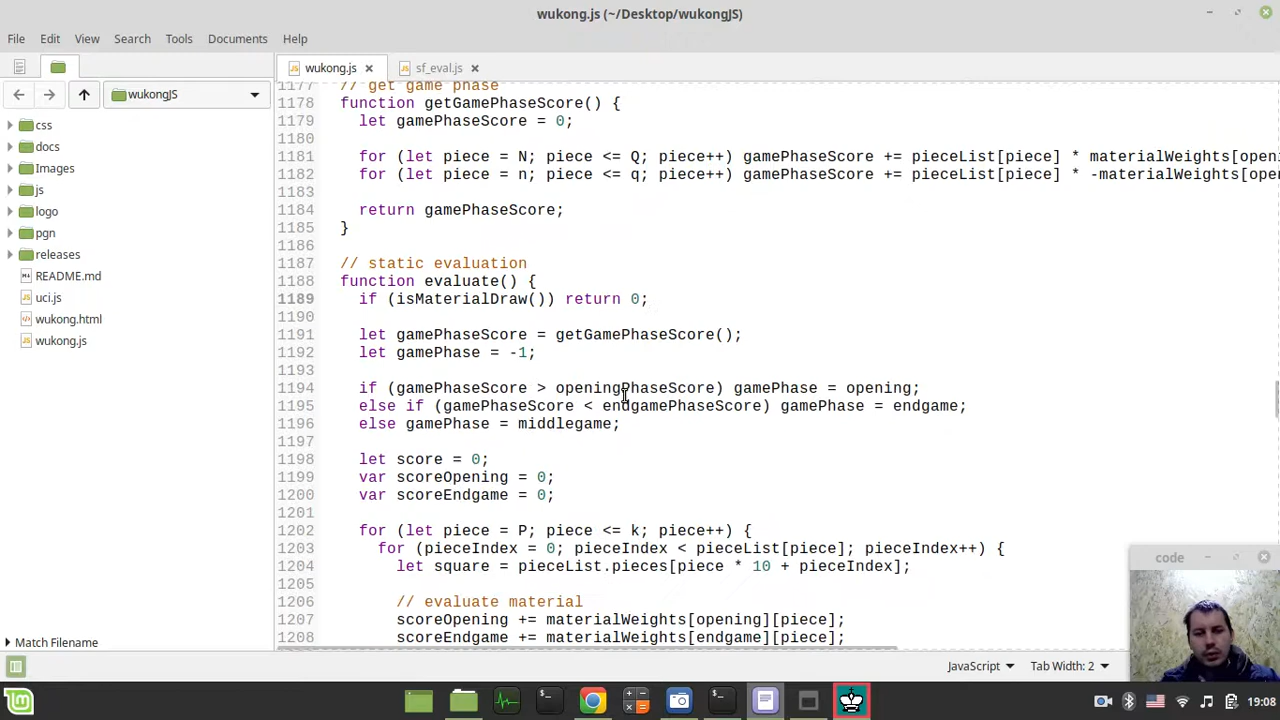 wukong.js (~/Desktop/wukongJS)
File Edit View Search Tools Documents Help
wukong.js sf_eval.js
wukongJS
css
docs
Images
js
logo
pgn
releases
README.md
uci.js
wukong.html
wukong.js
Match Filename
1177 // get game phase
1178 function getGamePhaseScore() {
1179 let gamePhaseScore = 0;
1180
1181 for (let piece = N; piece <= Q; piece++) gamePhaseScore += pieceList[piece] * materialWeights[openi
1182 for (let piece = n; piece <= q; piece++) gamePhaseScore += pieceList[piece] * -materialWeights[open
1183
1184 return gamePhaseScore;
1185 }
1186
1187 // static evaluation
1188 function evaluate() {
1189 if (isMaterialDraw()) return 0;
1190
1191 let gamePhaseScore = getGamePhaseScore();
1192 let gamePhase = -1;
1193
1194 if (gamePhaseScore > openingPhaseScore) gamePhase = opening;
1195 else if (gamePhaseScore < endgamePhaseScore) gamePhase = endgame;
1196 else gamePhase = middlegame;
1197
1198 let score = 0;
1199 var scoreOpening = 0;
1200 var scoreEndgame = 0;
1201
1202 for (let piece = P; piece <= k; piece++) {
1203 for (pieceIndex = 0; pieceIndex < pieceList[piece]; pieceIndex++) {
1204 let square = pieceList.pieces[piece * 10 + pieceIndex];
1205
1206 // evaluate material
1207 scoreOpening += materialWeights[opening][piece];
1208 scoreEndgame += materialWeights[endgame][piece];
code
JavaScript Tab Width: 2
19:08